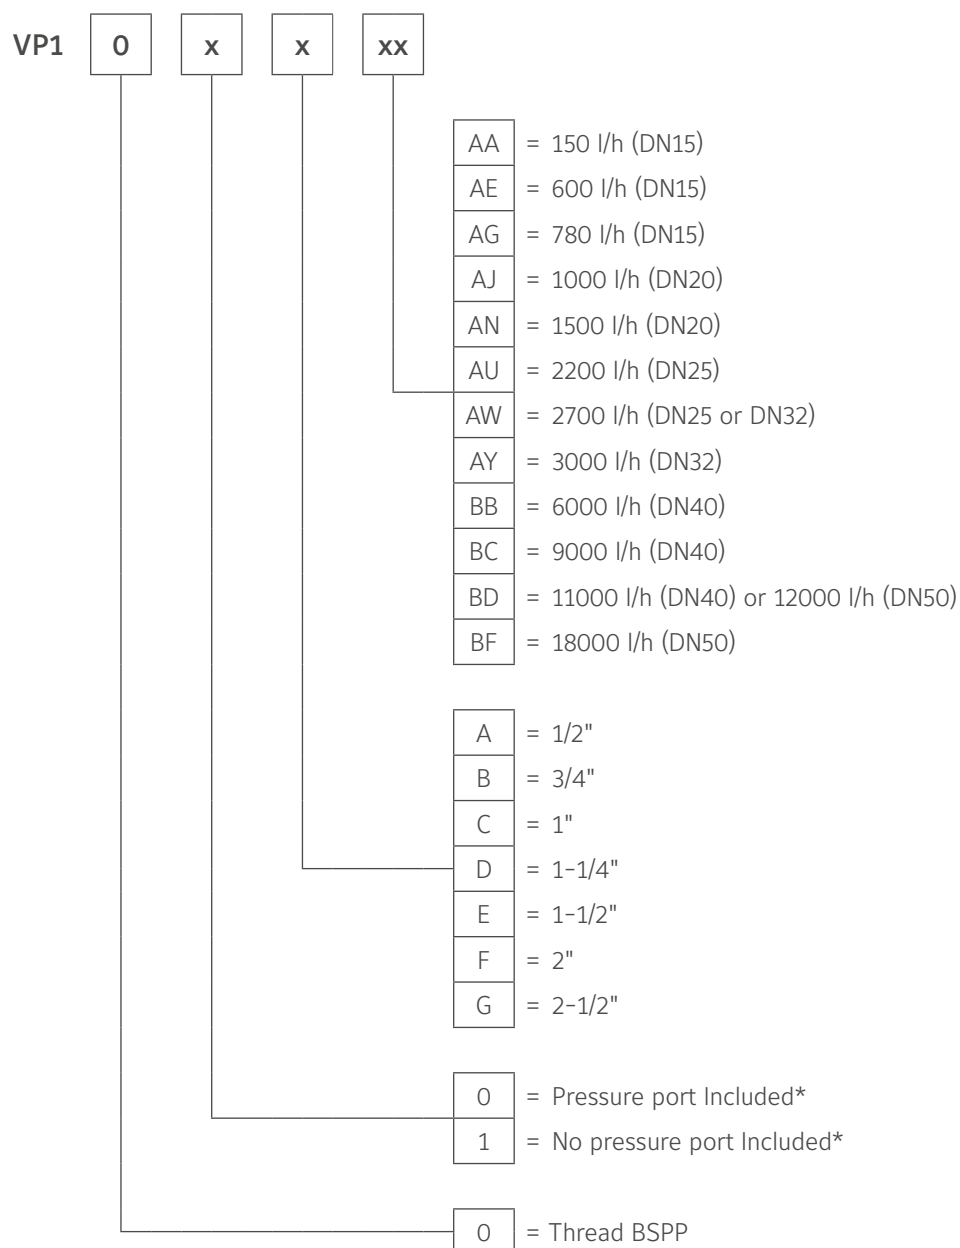 VP1 0 x x xx
AA = 150 l/h (DN15)
AE = 600 l/h (DN15)
AG = 780 l/h (DN15)
AJ = 1000 l/h (DN20)
AN = 1500 l/h (DN20)
AU = 2200 l/h (DN25)
AW = 2700 l/h (DN25 or DN32)
AY = 3000 l/h (DN32)
BB = 6000 l/h (DN40)
BC = 9000 l/h (DN40)
BD = 11000 l/h (DN40) or 12000 l/h (DN50)
BF = 18000 l/h (DN50)
A = 1/2"
B = 3/4"
C = 1"
D = 1-1/4"
E = 1-1/2"
F = 2"
G = 2-1/2"
0 = Pressure port Included*
1 = No pressure port Included*
0 = Thread BSPP